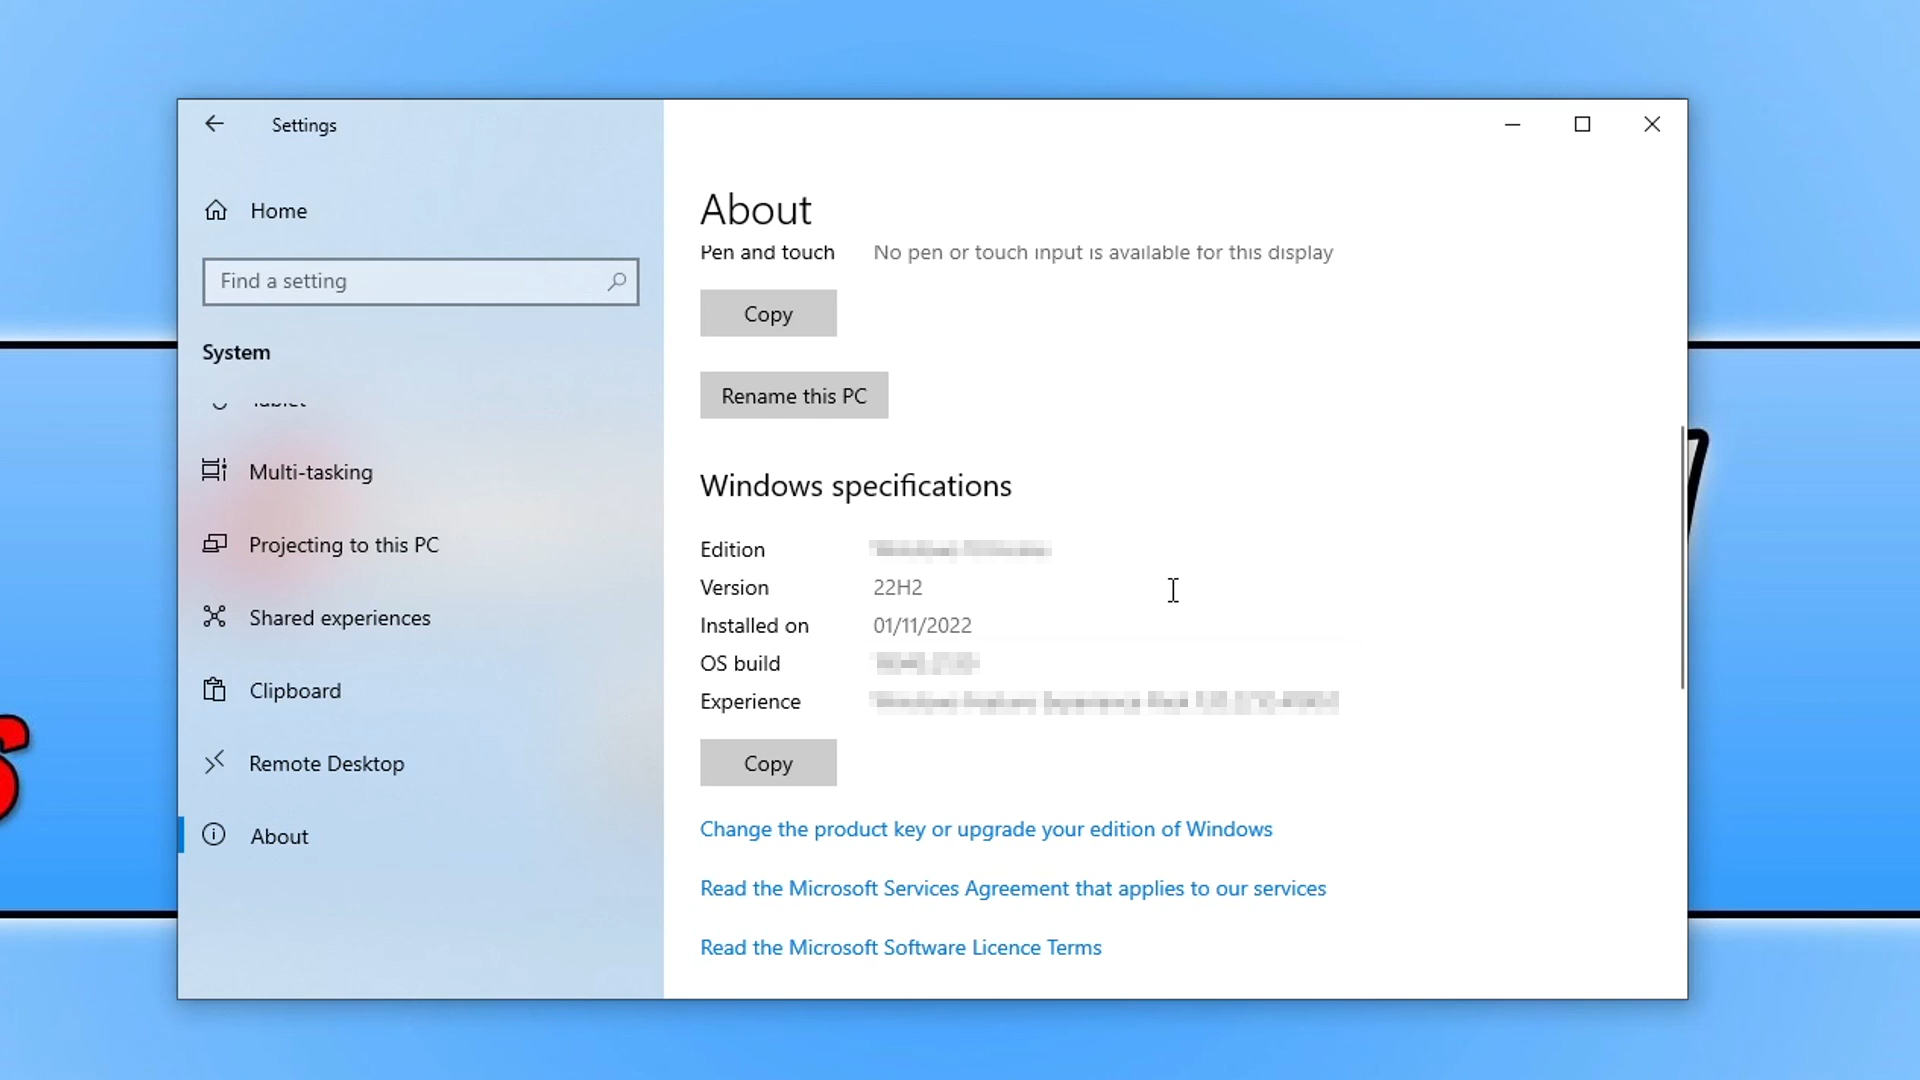 Settings
Home
Find a setting
System
Tablet
Multi-tasking
Projecting to this PC
Shared experiences
Clipboard
Remote Desktop
About
About
Pen and touch No pen or touch input is available for this display
Copy
Rename this PC
Windows specifications
Edition
Version 22H2
Installed on 01/11/2022
OS build
Experience
Copy
Change the product key or upgrade your edition of Windows
Read the Microsoft Services Agreement that applies to our services
Read the Microsoft Software Licence Terms